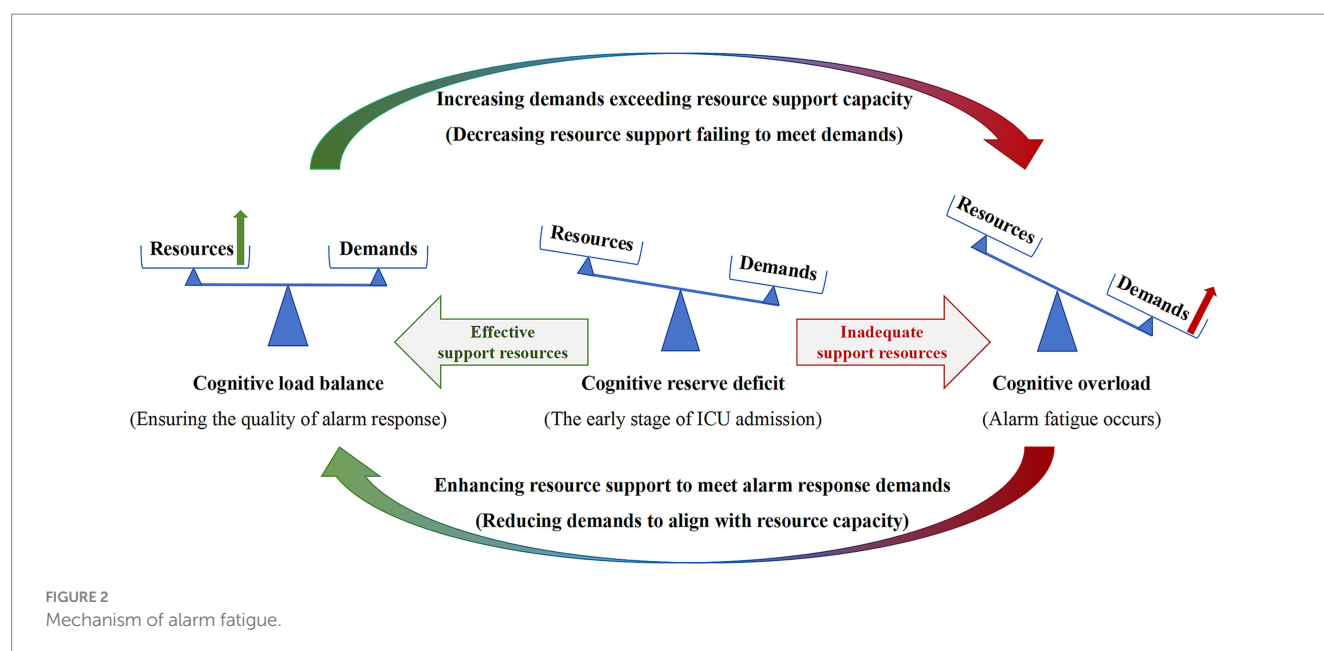 Increasing demands exceeding resource support capacity
(Decreasing resource support failing to meet demands)
Resources
Demands
Resources
Demands
Resources
Demands
Effective
support resources
Inadequate
support resources
Cognitive load balance
(Ensuring the quality of alarm response)
Cognitive reserve deficit
(The early stage of ICU admission)
Cognitive overload
(Alarm fatigue occurs)
Enhancing resource support to meet alarm response demands
(Reducing demands to align with resource capacity)
FIGURE 2
Mechanism of alarm fatigue.